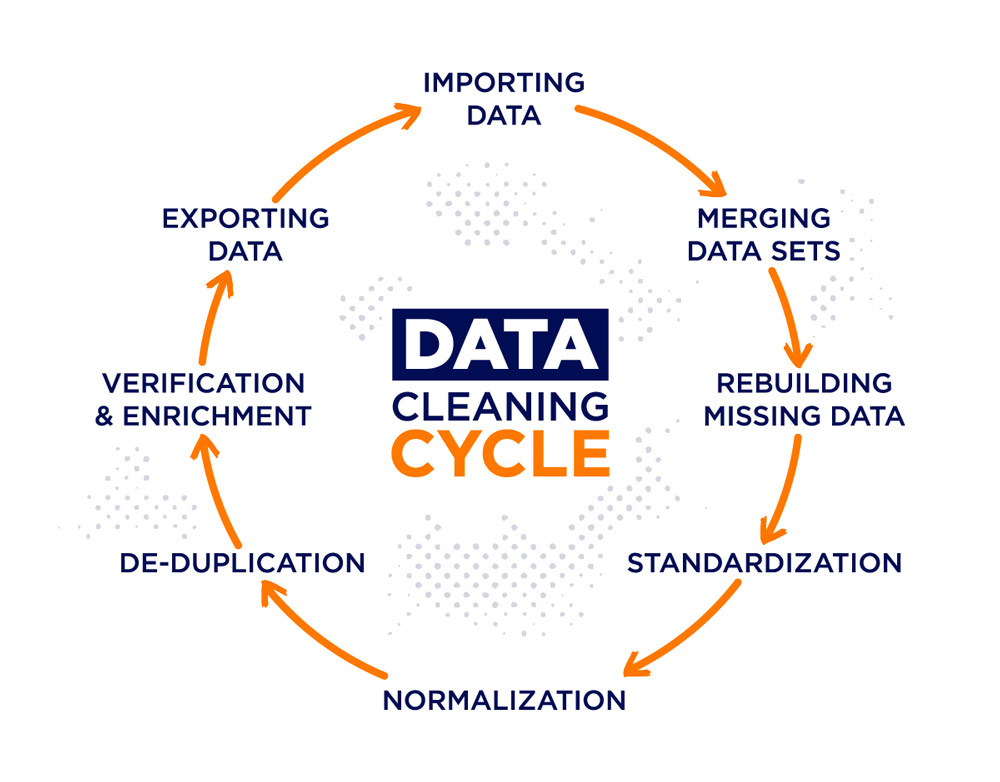 IMPORTING
DATA
MERGING
DATA SETS
REBUILDING
MISSING DATA
STANDARDIZATION
NORMALIZATION
DE-DUPLICATION
VERIFICATION
& ENRICHMENT
EXPORTING
DATA
DATA
CLEANING
CYCLE